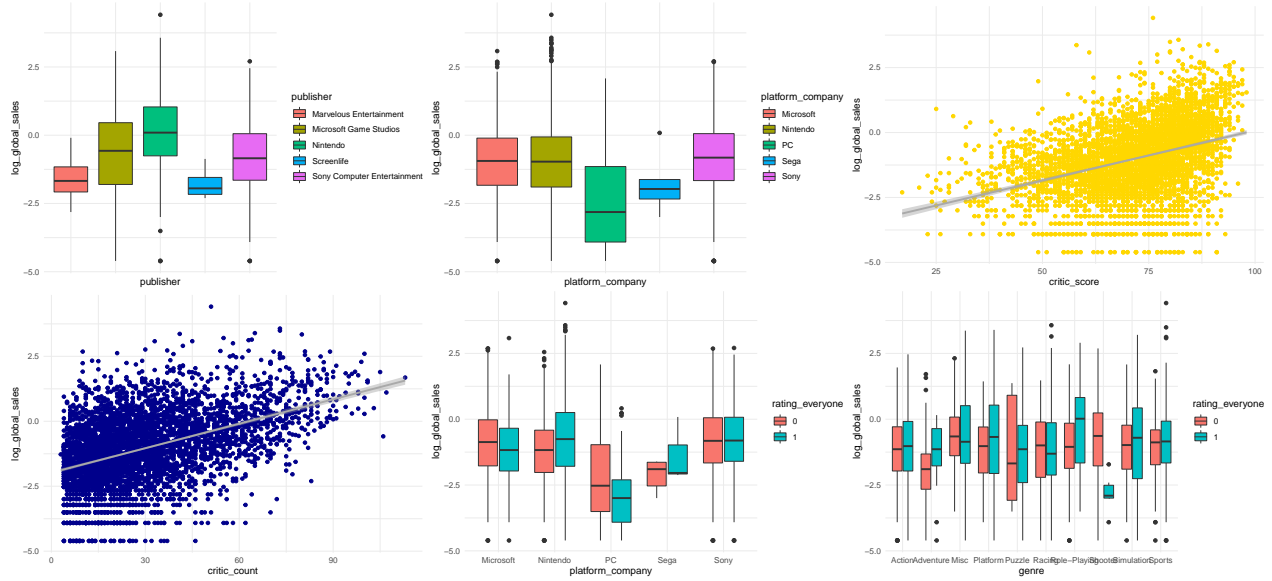 log_global_sales
2.5
0.0
−2.5
−5.0
publisher
publisher
Marvelous Entertainment
Microsoft Game Studios
Nintendo
Screenlife
Sony Computer Entertainment
log_global_sales
2.5
0.0
−2.5
−5.0
platform_company
platform_company
Microsoft
Nintendo
PC
Sega
Sony
log_global_sales
2.5
0.0
−2.5
−5.0
25 50 75 100
critic_score
log_global_sales
2.5
0.0
−2.5
−5.0
0 30 60 90
critic_count
log_global_sales
2.5
0.0
−2.5
−5.0
Microsoft Nintendo PC Sega Sony
platform_company
rating_everyone
0
1
log_global_sales
2.5
0.0
−2.5
−5.0
Action Adventure Misc Platform Puzzle Racing Role−Playing Shooter Simulation Sports
genre
rating_everyone
0
1